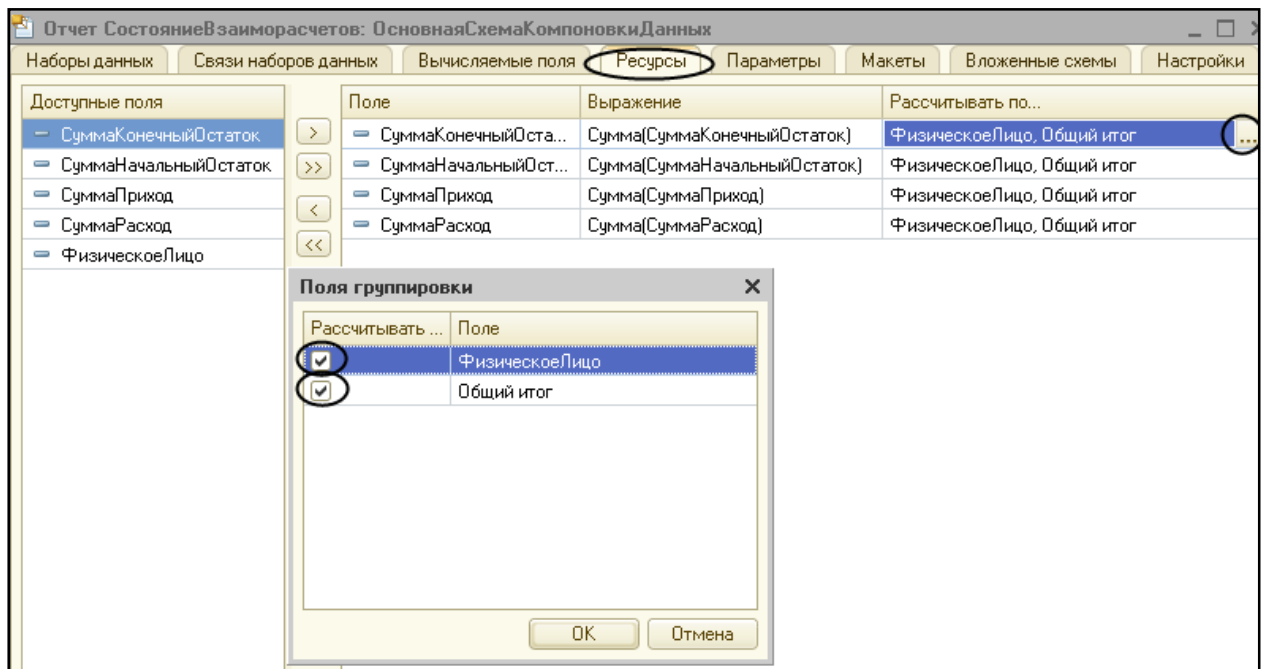 Отчет СостояниеВзаиморасчетов: ОсновнаяСхемаКомпоновкиДанных
Наборы данных Связи наборов данных Вычисляемые поля Ресурсы Параметры Макеты Вложенные схемы Настройки
Доступные поля Поле Выражение Рассчитывать по...
СуммаКонечныйОстаток > СуммаКонечныйОста... Сумма(СуммаКонечныйОстаток) ФизическоеЛицо, Общий итог ...
СуммаНачальныйОстаток >> СуммаНачальныйОст... Сумма(СуммаНачальныйОстаток) ФизическоеЛицо, Общий итог
СуммаПриход < СуммаПриход Сумма(СуммаПриход) ФизическоеЛицо, Общий итог
СуммаРасход << СуммаРасход Сумма(СуммаРасход) ФизическоеЛицо, Общий итог
ФизическоеЛицо
Поля группировки
Рассчитывать ... Поле
ФизическоеЛицо
Общий итог
OK Отмена